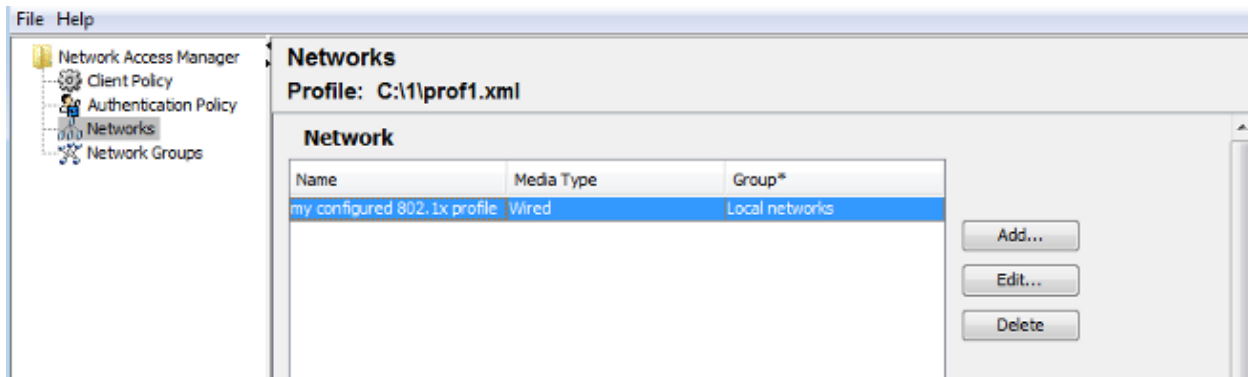 File Help
Network Access Manager
Client Policy
Authentication Policy
Networks
Network Groups
Networks
Profile: C:\1\prof1.xml
Network
Name Media Type Group*
my configured 802.1x profile Wired Local networks
Add...
Edit...
Delete